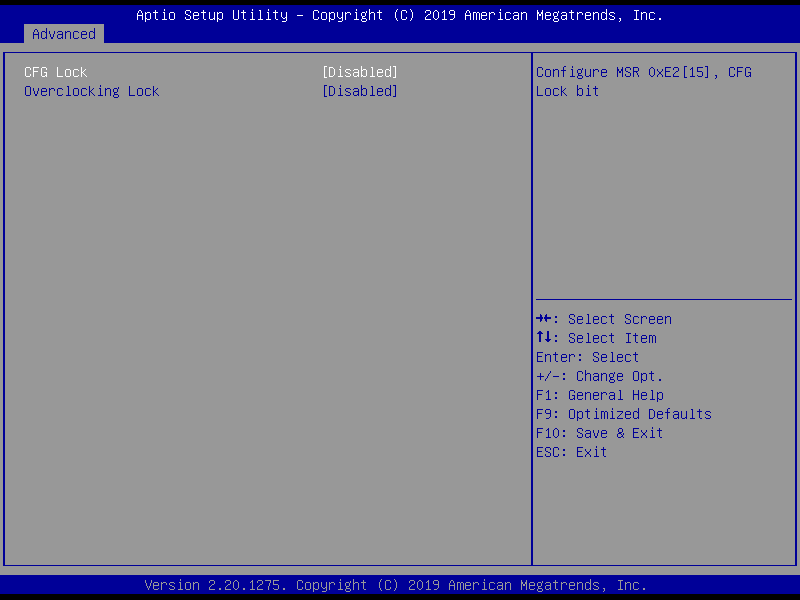 Aptio Setup Utility – Copyright (C) 2019 American Megatrends, Inc.
Advanced
CFG Lock [Disabled]
Overclocking Lock [Disabled]
Configure MSR 0xE2[15], CFG
Lock bit
→←: Select Screen
↑↓: Select Item
Enter: Select
+/–: Change Opt.
F1: General Help
F9: Optimized Defaults
F10: Save & Exit
ESC: Exit
Version 2.20.1275. Copyright (C) 2019 American Megatrends, Inc.